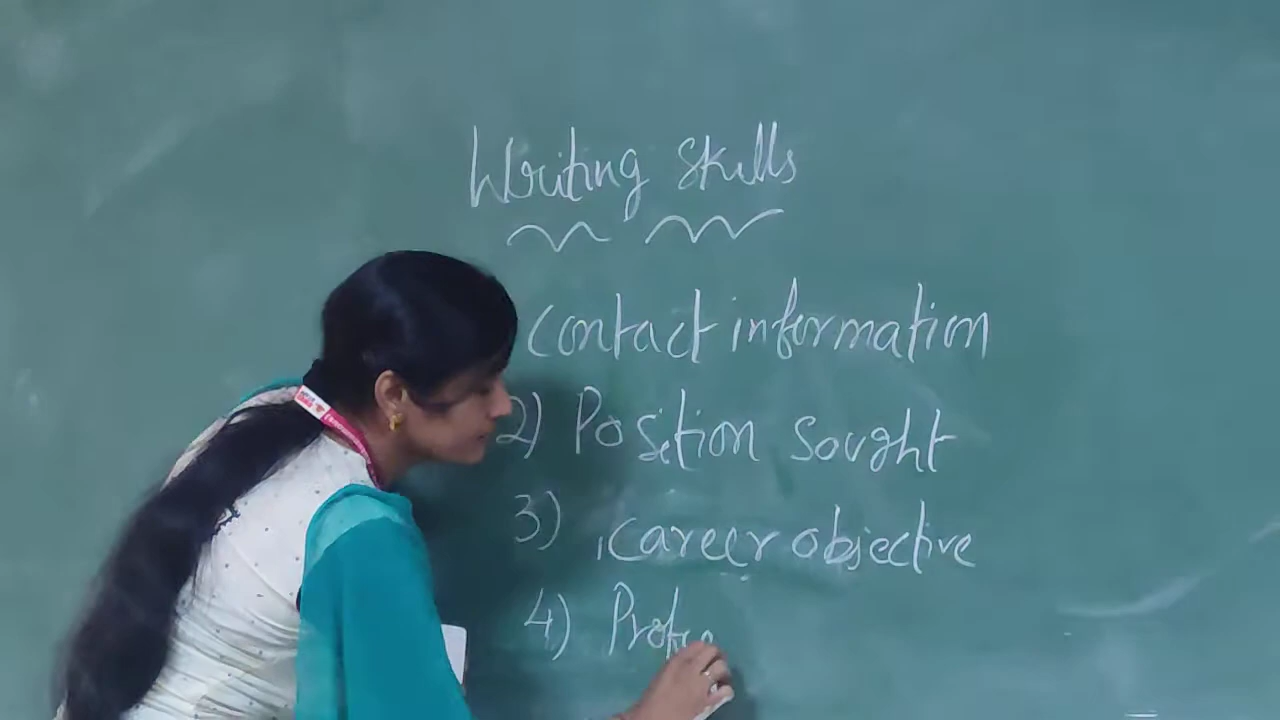 Writing Skills
Contact information
2) Position Sought
3) career objective
4) Profe